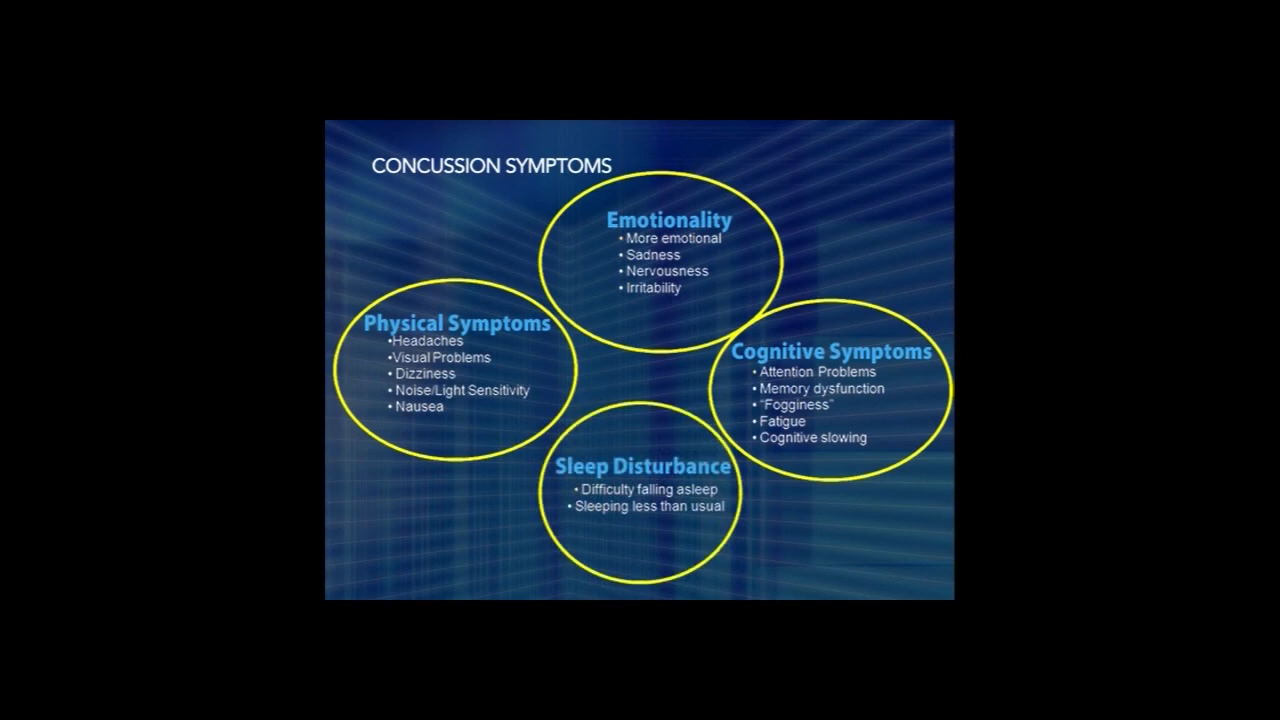 CONCUSSION SYMPTOMS
Emotionality
• More emotional
• Sadness
• Nervousness
• Irritability
Physical Symptoms
•Headaches
•Visual Problems
• Dizziness
• Noise/Light Sensitivity
• Nausea
Cognitive Symptoms
• Attention Problems
• Memory dysfunction
• “Fogginess”
• Fatigue
• Cognitive slowing
Sleep Disturbance
• Difficulty falling asleep
• Sleeping less than usual